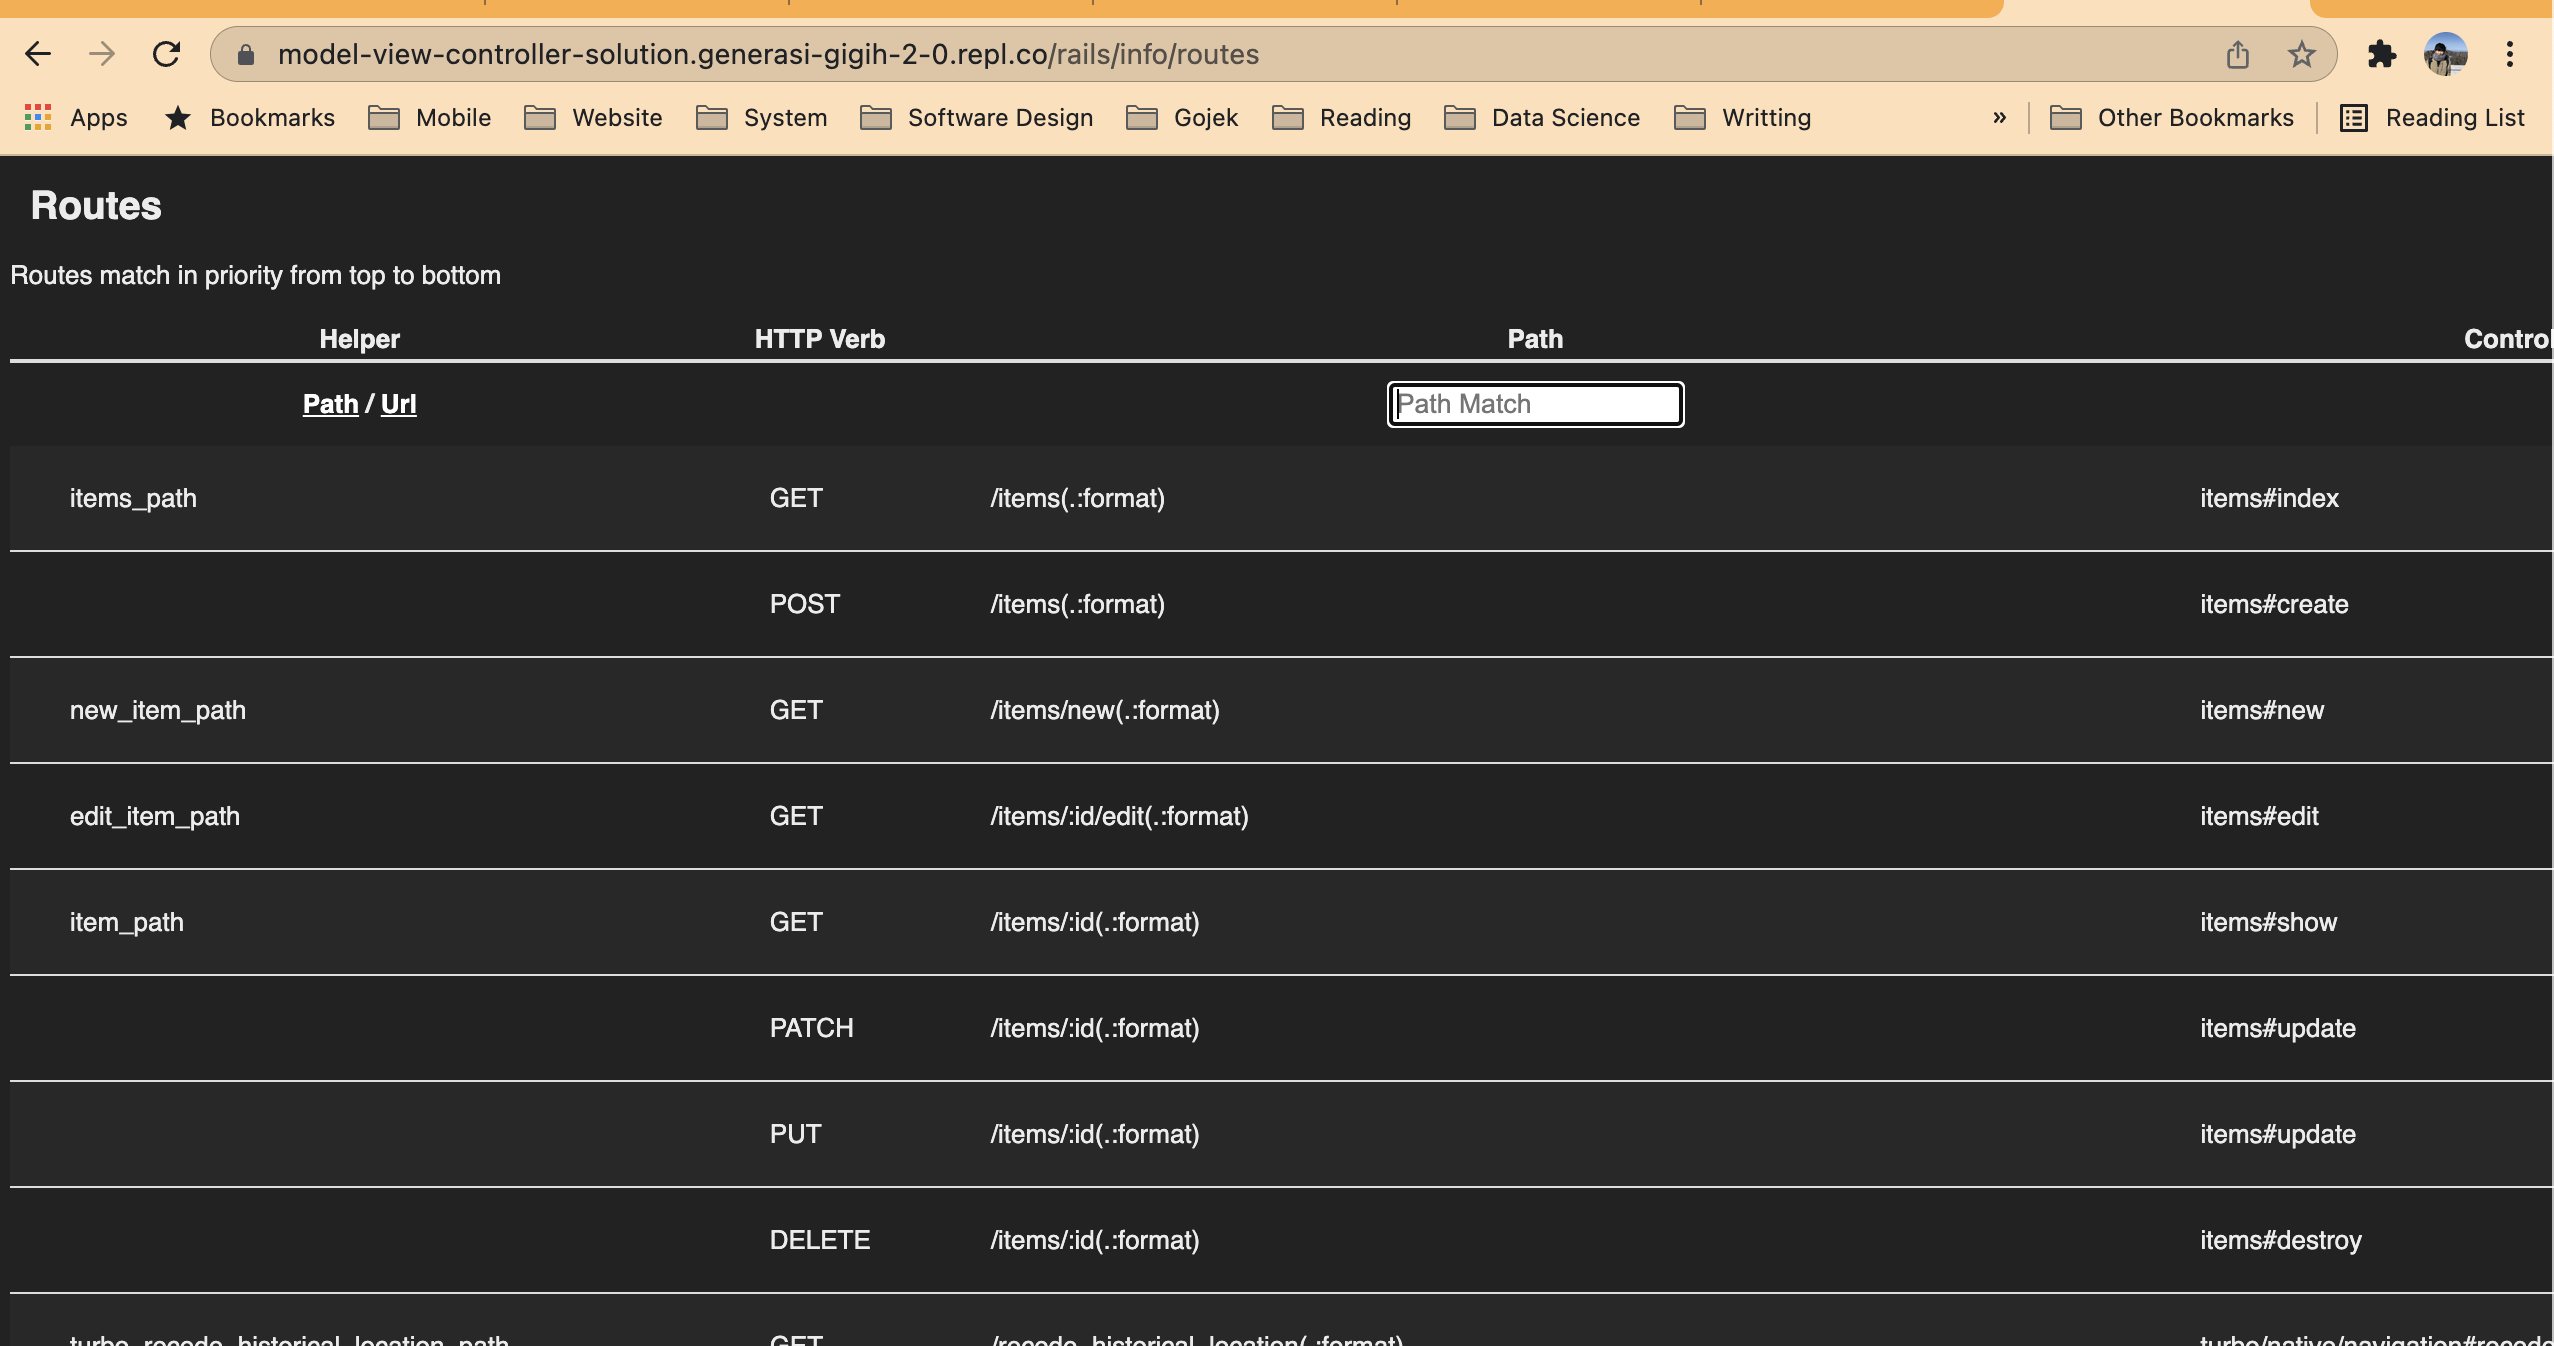 model-view-controller-solution.generasi-gigih-2-0.repl.co/rails/info/routes
Apps Bookmarks Mobile Website System Software Design Gojek Reading Data Science Writting » Other Bookmarks Reading List
Routes
Routes match in priority from top to bottom
Helper HTTP Verb Path
Path / Url Path Match
items_path GET /items(.:format) items#index
POST /items(.:format) items#create
new_item_path GET /items/new(.:format) items#new
edit_item_path GET /items/:id/edit(.:format) items#edit
item_path GET /items/:id(.:format) items#show
PATCH /items/:id(.:format) items#update
PUT /items/:id(.:format) items#update
DELETE /items/:id(.:format) items#destroy
GET